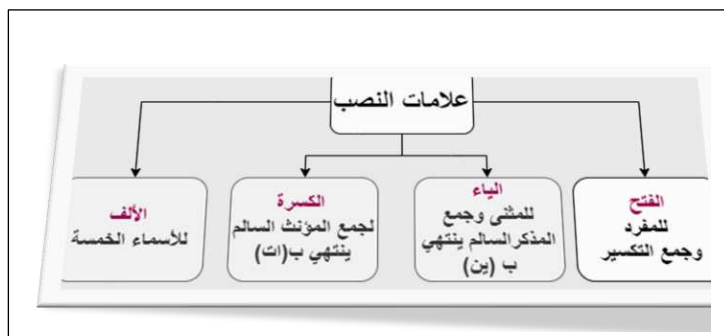 علامات النصب
الفتح
للمفرد
وجمع التكسير
الياء
للمثنى وجمع
المذكر السالم ينتهي
ب (ين)
الكسرة
لجمع المؤنث السالم
ينتهي ب(ات)
الألف
للأسماء الخمسة